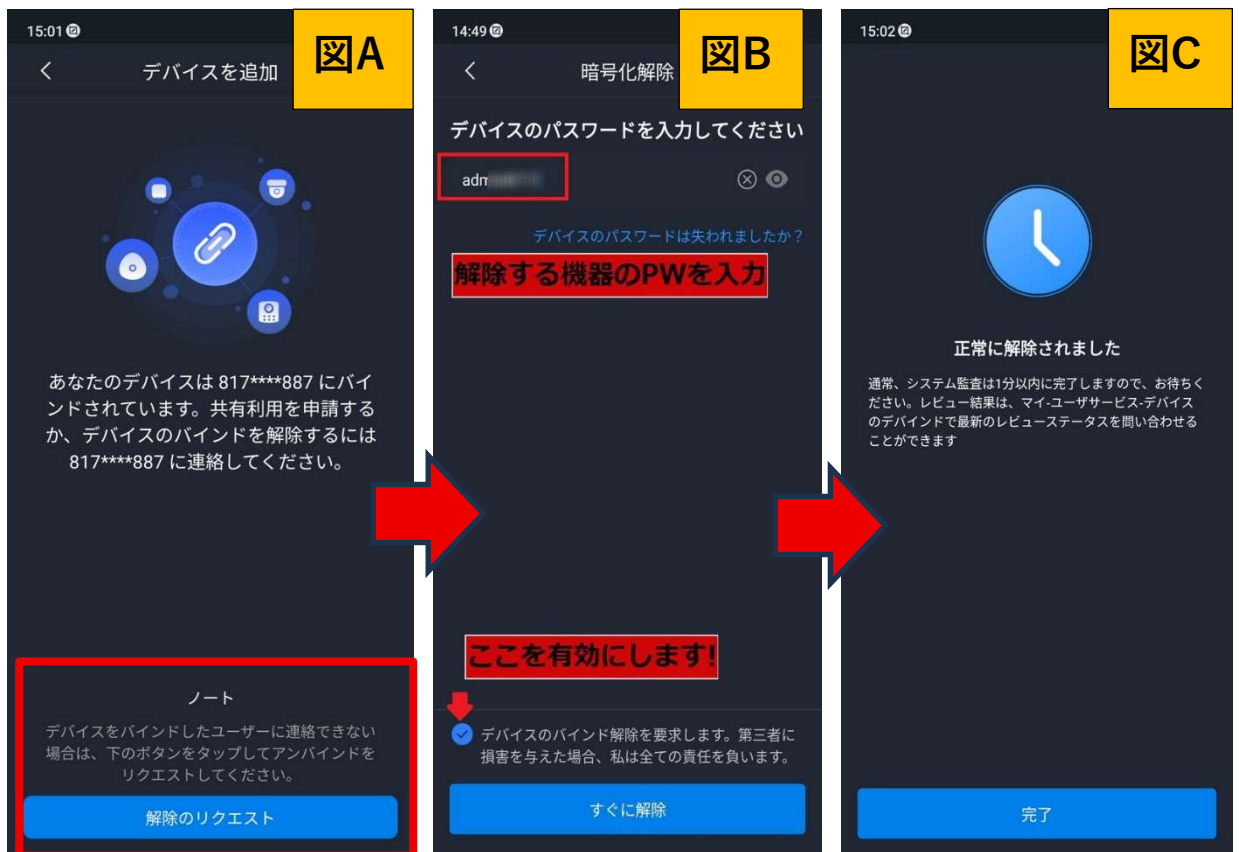 15:01
図A
デバイスを追加
あなたのデバイスは 817****887 にバイ
ンドされています。共有利用を申請する
か、デバイスのバインドを解除するには
817****887 に連絡してください。
ノート
デバイスをバインドしたユーザーに連絡できない
場合は、下のボタンをタップしてアンバインドを
リクエストしてください。
解除のリクエスト
14:49
図B
暗号化解除
デバイスのパスワードを入力してください
adm
デバイスのパスワードは失われましたか？
解除する機器のPWを入力
ここを有効にします!
デバイスのバインド解除を要求します。第三者に
損害を与えた場合、私は全ての責任を負います。
すぐに解除
15:02
図C
正常に解除されました
通常、システム監査は1分以内に完了しますので、お待ちく
ださい。レビュー結果は、マイ-ユーザサービス-デバイス
のデバインドで最新のレビューステータスを問い合わせる
ことができます
完了